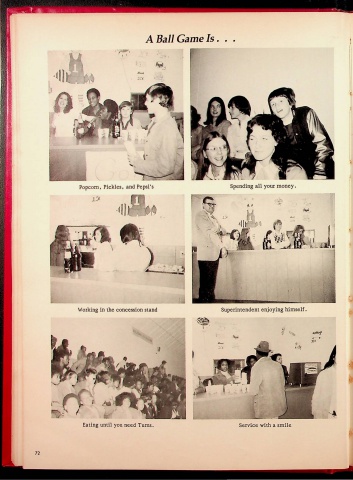 A Ball Game Is . . .
Popcorn, Pickles, and Pepsi's
Spending all your money.
Working in the concession stand
Superintendent enjoying himself.
Eating until you need Tums.
Service with a smile
72